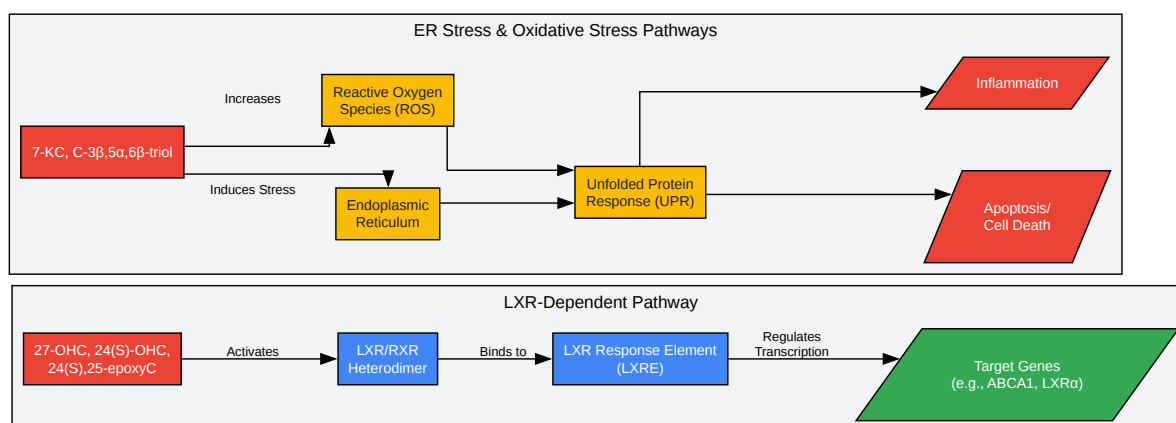 ER Stress & Oxidative Stress Pathways
7-KC, C-3β,5α,6β-triol
Increases
Induces Stress
Reactive Oxygen
Species (ROS)
Endoplasmic
Reticulum
Unfolded Protein
Response (UPR)
Inflammation
Apoptosis/
Cell Death
LXR-Dependent Pathway
27-OHC, 24(S)-OHC,
24(S),25-epoxyC
Activates
LXR/RXR
Heterodimer
Binds to
LXR Response Element
(LXRE)
Regulates
Transcription
Target Genes
(e.g., ABCA1, LXRα)